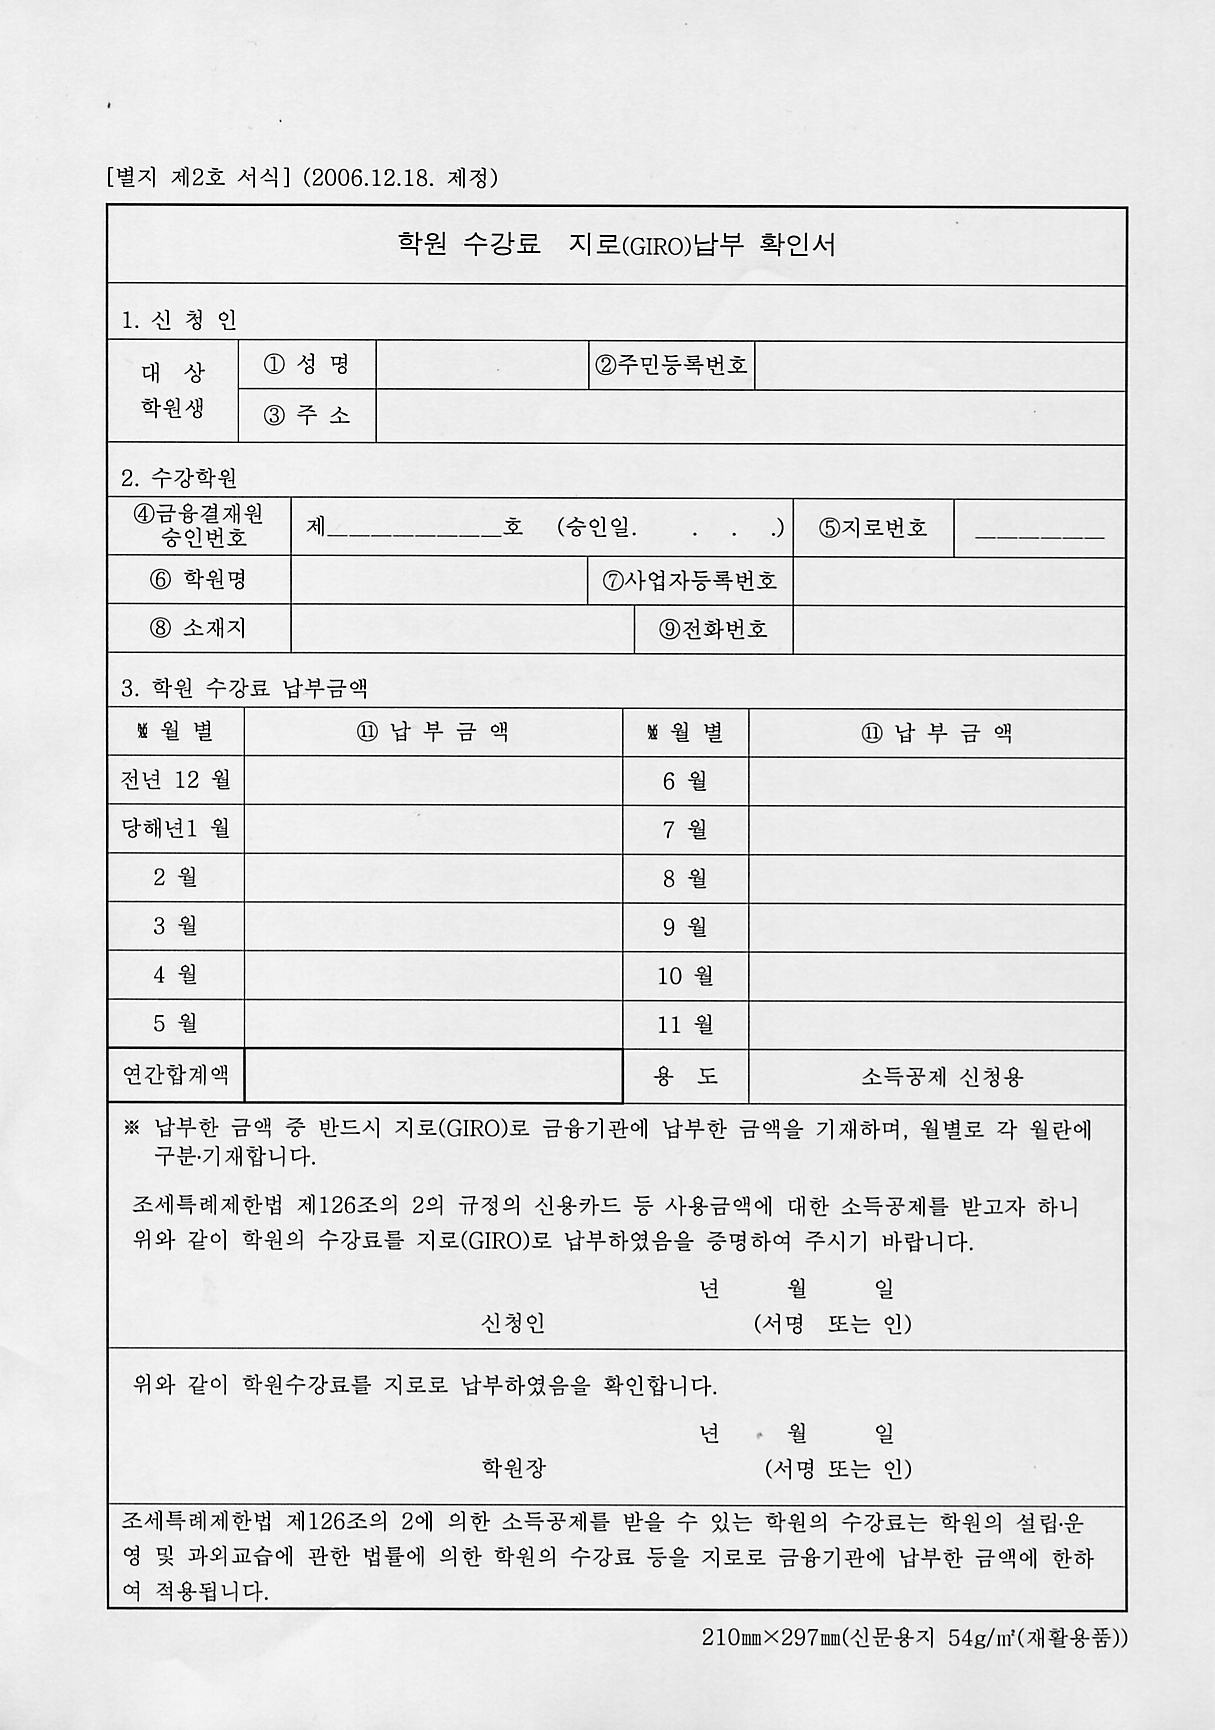 [별지 제2호 서식] (2006.12.18. 제정)
학원 수강료 지로(GIRO)납부 확인서
1. 신 청 인
대 상
학원생
① 성 명
②주민등록번호
③ 주 소
2. 수강학원
④금융결재원
승인번호
제________호 (승인일. . . .)
⑤지로번호
______
⑥ 학원명
⑦사업자등록번호
⑧ 소재지
⑨전화번호
3. 학원 수강료 납부금액
월 별
⑪ 납 부 금 액
월 별
⑪ 납 부 금 액
전년 12 월
6 월
당해년1 월
7 월
2 월
8 월
3 월
9 월
4 월
10 월
5 월
11 월
연간합계액
용 도
소득공제 신청용
※ 납부한 금액 중 반드시 지로(GIRO)로 금융기관에 납부한 금액을 기재하며, 월별로 각 월란에
구분·기재합니다.
조세특례제한법 제126조의 2의 규정의 신용카드 등 사용금액에 대한 소득공제를 받고자 하니
위와 같이 학원의 수강료를 지로(GIRO)로 납부하였음을 증명하여 주시기 바랍니다.
년 월 일
신청인 (서명 또는 인)
위와 같이 학원수강료를 지로로 납부하였음을 확인합니다.
년 월 일
학원장 (서명 또는 인)
조세특례제한법 제126조의 2에 의한 소득공제를 받을 수 있는 학원의 수강료는 학원의 설립·운
영 및 과외교습에 관한 법률에 의한 학원의 수강료 등을 지로로 금융기관에 납부한 금액에 한하
여 적용됩니다.
210㎜×297㎜(신문용지 54g/㎡(재활용품))